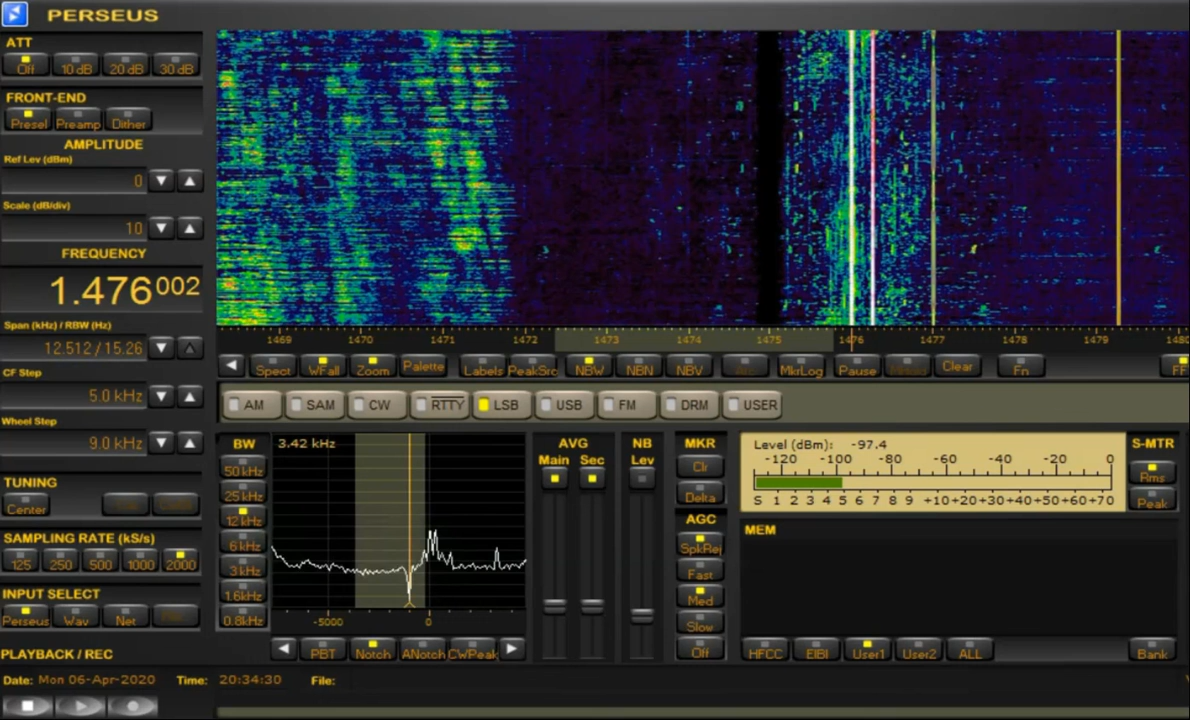 PERSEUS
ATT
Off 10 dB 20 dB 30 dB
FRONT-END
Presel Preamp Dither
AMPLITUDE
Ref Lev (dBm)
0
Scale (dB/div)
10
FREQUENCY
1.476002
Span (kHz) / RBW (Hz)
12.512/15.26
CF Step
5.0 kHz
Wheel Step
9.0 kHz
TUNING
Center
SAMPLING RATE (kS/s)
125 250 500 1000 2000
INPUT SELECT
Perseus Wav Net
PLAYBACK / REC
1469 1470 1471 1472 1473 1474 1475 1476 1477 1478 1479 1480
Spect WFall Zoom Palette Labels PeakSrc NBW NBN NBV MkrLog Pause Clear Fn FF
AM SAM CW RTTY LSB USB FM DRM USER
BW
50 kHz
25 kHz
12 kHz
6 kHz
3 kHz
1.6kHz
0.8kHz
3.42 kHz
-5000 0
PBT Notch ANotch CWPeak
AVG
Main Sec
NB
Lev
MKR
Clr
Delta
AGC
SpkRej
Fast
Med
Slow
Off
Level (dBm): -97.4
-120 -100 -80 -60 -40 -20 0
S 1 2 3 4 5 6 7 8 9 +10+20+30+40+50+60+70
S-MTR
Rms
Peak
MEM
HFCC EIBI User1 User2 ALL Bank
Date: Mon 06-Apr-2020 Time: 20:34:30 File: